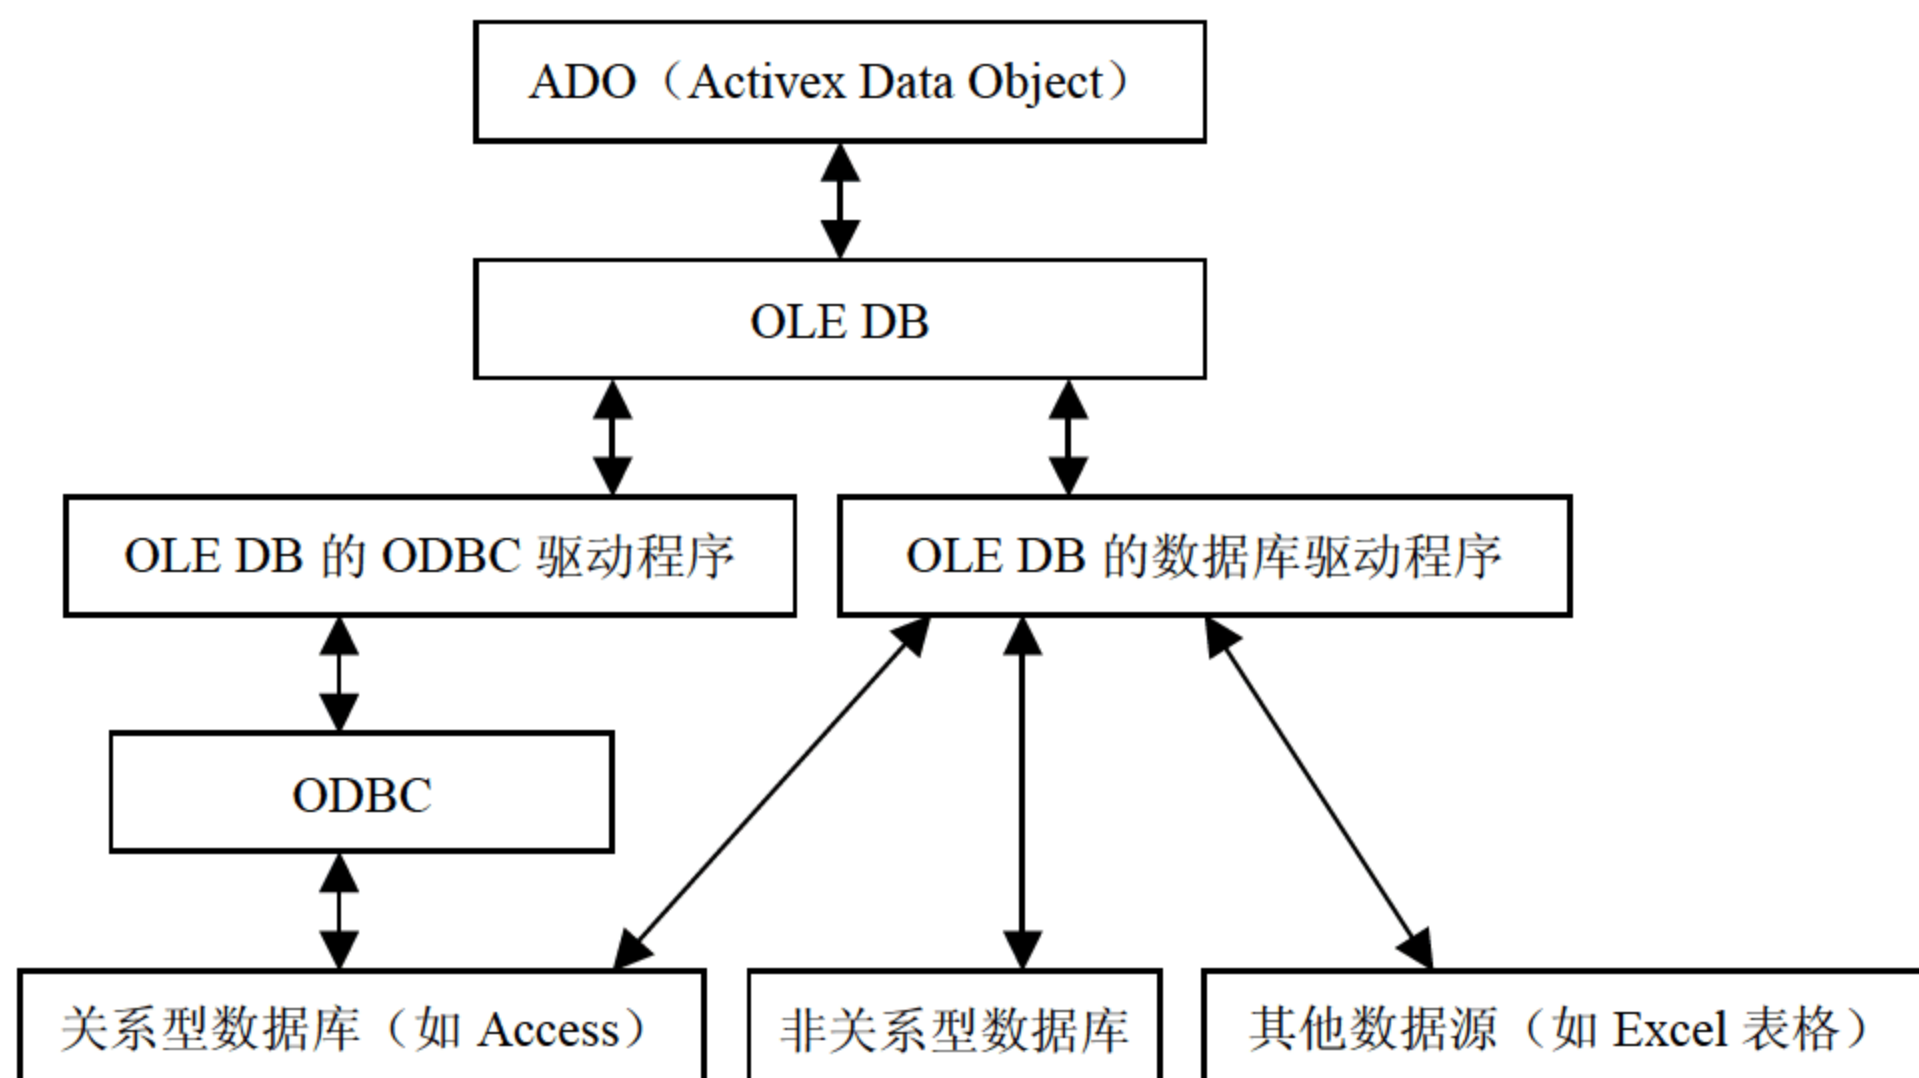 ADO（Activex Data Object）
OLE DB
OLE DB 的 ODBC 驱动程序
OLE DB 的数据库驱动程序
ODBC
关系型数据库（如 Access）
非关系型数据库
其他数据源（如 Excel 表格）